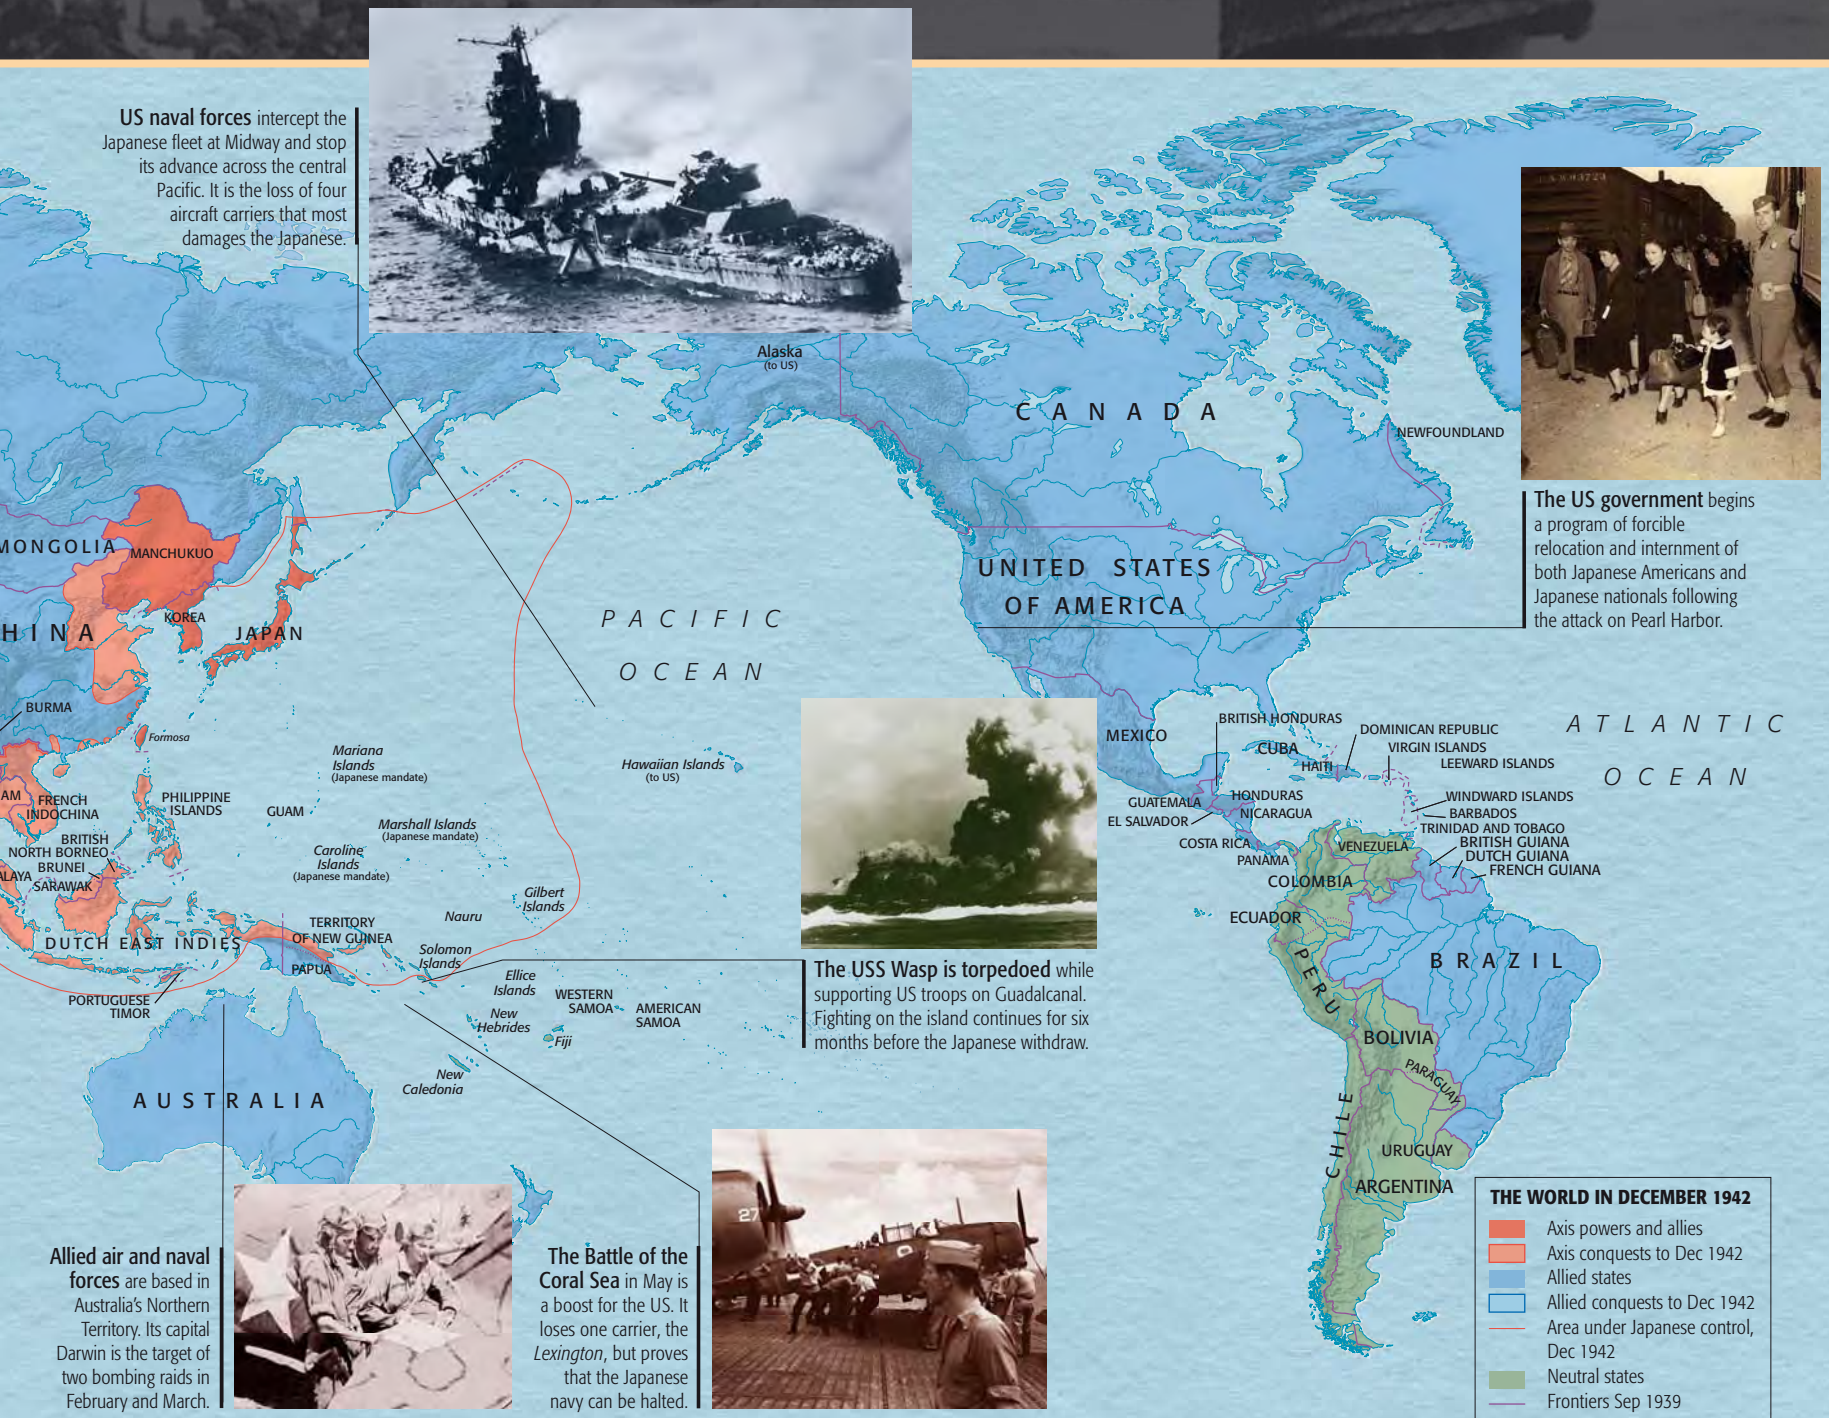 US naval forces intercept the
Japanese fleet at Midway and stop
its advance across the central
Pacific. It is the loss of four
aircraft carriers that most
damages the Japanese.
The US government begins
a program of forcible
relocation and internment of
both Japanese Americans and
Japanese nationals following
the attack on Pearl Harbor.
Alaska
(to US)
CANADA
NEWFOUNDLAND
MONGOLIA
MANCHUKUO
KOREA
JAPAN
HINA
BURMA
UNITED STATES
OF AMERICA
PACIFIC
OCEAN
ATLANTIC
OCEAN
Formosa
Mariana
Islands
(Japanese mandate)
Hawaiian Islands
(to US)
AM
FRENCH
INDOCHINA
PHILIPPINE
ISLANDS
GUAM
Marshall Islands
(Japanese mandate)
BRITISH
NORTH BORNEO
BRUNEI
SARAWAK
ALAYA
Caroline
Islands
(Japanese mandate)
Gilbert
Islands
Nauru
TERRITORY
OF NEW GUINEA
DUTCH EAST INDIES
PAPUA
Solomon
Islands
Ellice
Islands
PORTUGUESE
TIMOR
WESTERN
SAMOA
AMERICAN
SAMOA
New
Hebrides
Fiji
New
Caledonia
AUSTRALIA
MEXICO
BRITISH HONDURAS
CUBA
HAITI
DOMINICAN REPUBLIC
VIRGIN ISLANDS
LEEWARD ISLANDS
GUATEMALA
EL SALVADOR
HONDURAS
NICARAGUA
COSTA RICA
PANAMA
WINDWARD ISLANDS
BARBADOS
TRINIDAD AND TOBAGO
BRITISH GUIANA
DUTCH GUIANA
FRENCH GUIANA
VENEZUELA
COLOMBIA
ECUADOR
PERU
BRAZIL
BOLIVIA
PARAGUAY
CHILE
URUGUAY
ARGENTINA
The USS Wasp is torpedoed while
supporting US troops on Guadalcanal.
Fighting on the island continues for six
months before the Japanese withdraw.
27
Allied air and naval
forces are based in
Australia's Northern
Territory. Its capital
Darwin is the target of
two bombing raids in
February and March.
The Battle of the
Coral Sea in May is
a boost for the US. It
loses one carrier, the
Lexington, but proves
that the Japanese
navy can be halted.
THE WORLD IN DECEMBER 1942
Axis powers and allies
Axis conquests to Dec 1942
Allied states
Allied conquests to Dec 1942
Area under Japanese control,
Dec 1942
Neutral states
Frontiers Sep 1939